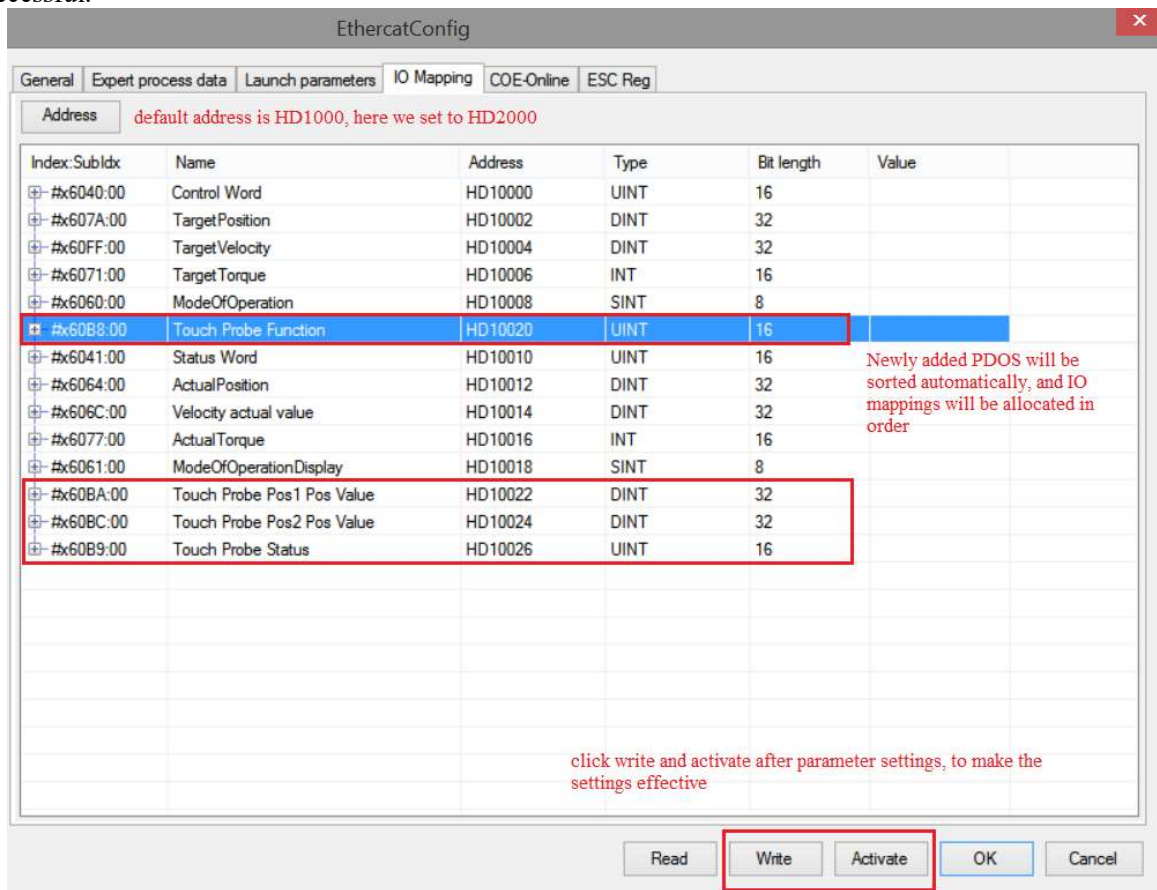 EthercatConfig
General Expert process data Launch parameters IO Mapping COE-Online ESC Reg
Address default address is HD1000, here we set to HD2000
Index:SubIdx Name Address Type Bit length Value
#x6040:00 Control Word HD10000 UINT 16
#x607A:00 TargetPosition HD10002 DINT 32
#x60FF:00 TargetVelocity HD10004 DINT 32
#x6071:00 TargetTorque HD10006 INT 16
#x6060:00 ModeOfOperation HD10008 SINT 8
#x60B8:00 Touch Probe Function HD10020 UINT 16
#x6041:00 Status Word HD10010 UINT 16
#x6064:00 ActualPosition HD10012 DINT 32
#x606C:00 Velocity actual value HD10014 DINT 32
#x6077:00 ActualTorque HD10016 INT 16
#x6061:00 ModeOfOperationDisplay HD10018 SINT 8
#x60BA:00 Touch Probe Pos1 Pos Value HD10022 DINT 32
#x60BC:00 Touch Probe Pos2 Pos Value HD10024 DINT 32
#x60B9:00 Touch Probe Status HD10026 UINT 16
Newly added PDOS will be
sorted automatically, and IO
mappings will be allocated in
order
click write and activate after parameter settings, to make the
settings effective
Read Write Activate OK Cancel